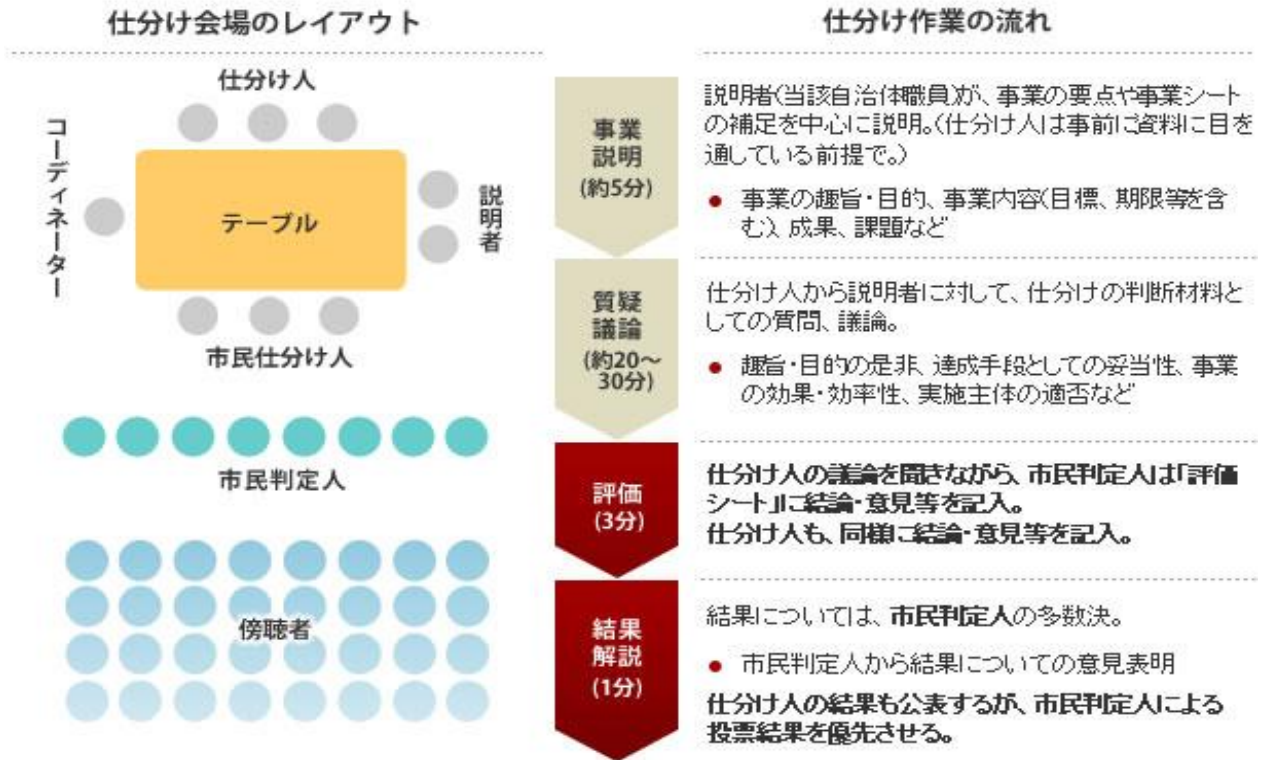 仕分け会場のレイアウト
仕分け人
コーディネーター
テーブル
説明者
市民仕分け人
市民判定人
傍聴者
仕分け作業の流れ
事業
説明
(約5分)
説明者(当該自治体職員)が、事業の要点や事業シート
の補足を中心に説明。(仕分け人は事前に資料に目を
通している前提で。)
● 事業の趣旨・目的、事業内容(目標、期限等を含
む)、成果、課題など
質疑
議論
(約20～
30分)
仕分け人から説明者に対して、仕分けの判断材料と
しての質問、議論。
● 趣旨・目的の是非、達成手段としての妥当性、事業
の効果・効率性、実施主体の適否など
評価
(3分)
仕分け人の議論を聞きながら、市民判定人は「評価
シート」に結論・意見等を記入。
仕分け人も、同様に結論・意見等を記入。
結果
解説
(1分)
結果については、市民判定人の多数決。
● 市民判定人から結果についての意見表明
仕分け人の結果も公表するが、市民判定人による
投票結果を優先させる。